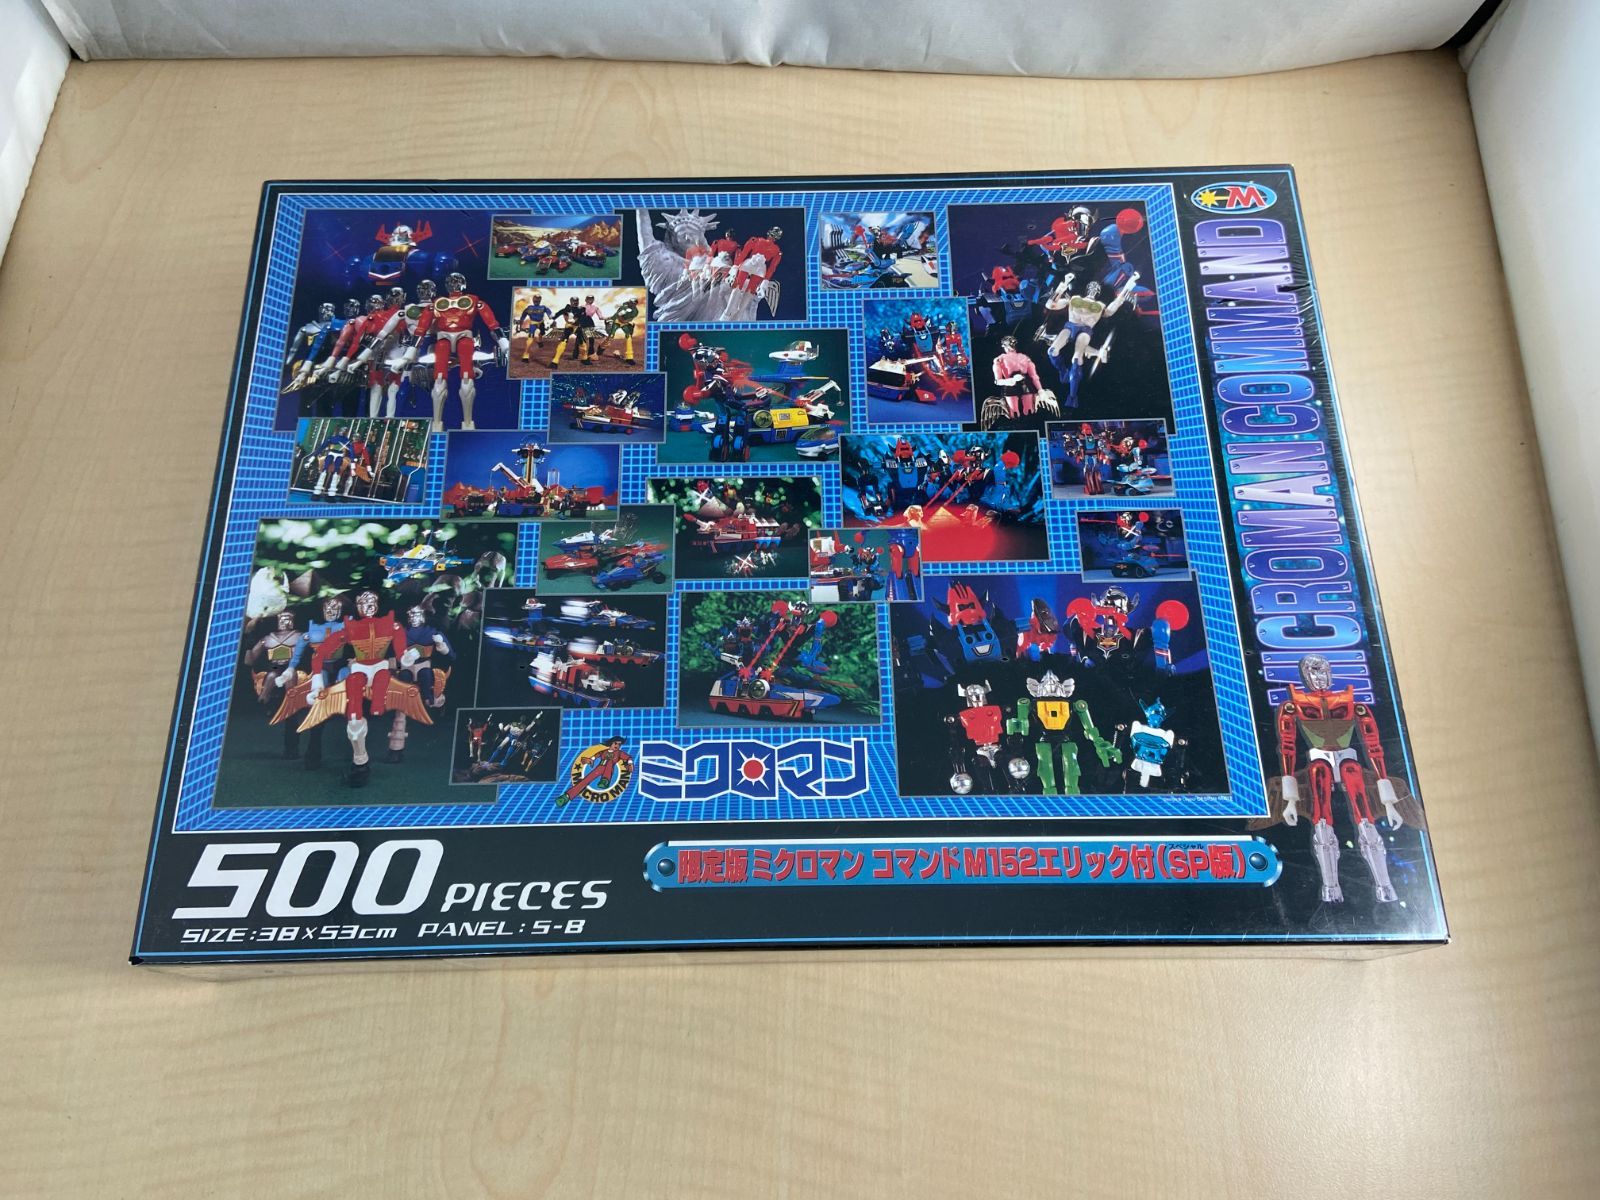 M
MICROMAN COMMAND
MICROMAN
ミクロマン
500 PIECES
SIZE:38×53cm PANEL:5-B
スペシャル
限定版 ミクロマン コマンドM152エリック付(SP版)